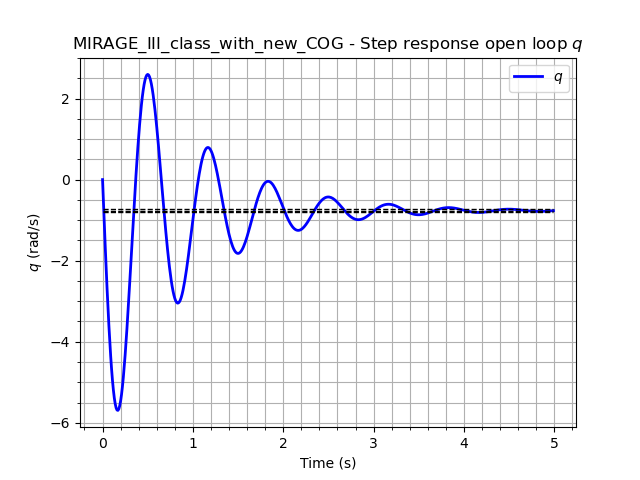 MIRAGE_III_class_with_new_COG - Step response open loop q
q
2
0
−2
−4
−6
q (rad/s)
0 1 2 3 4 5
Time (s)